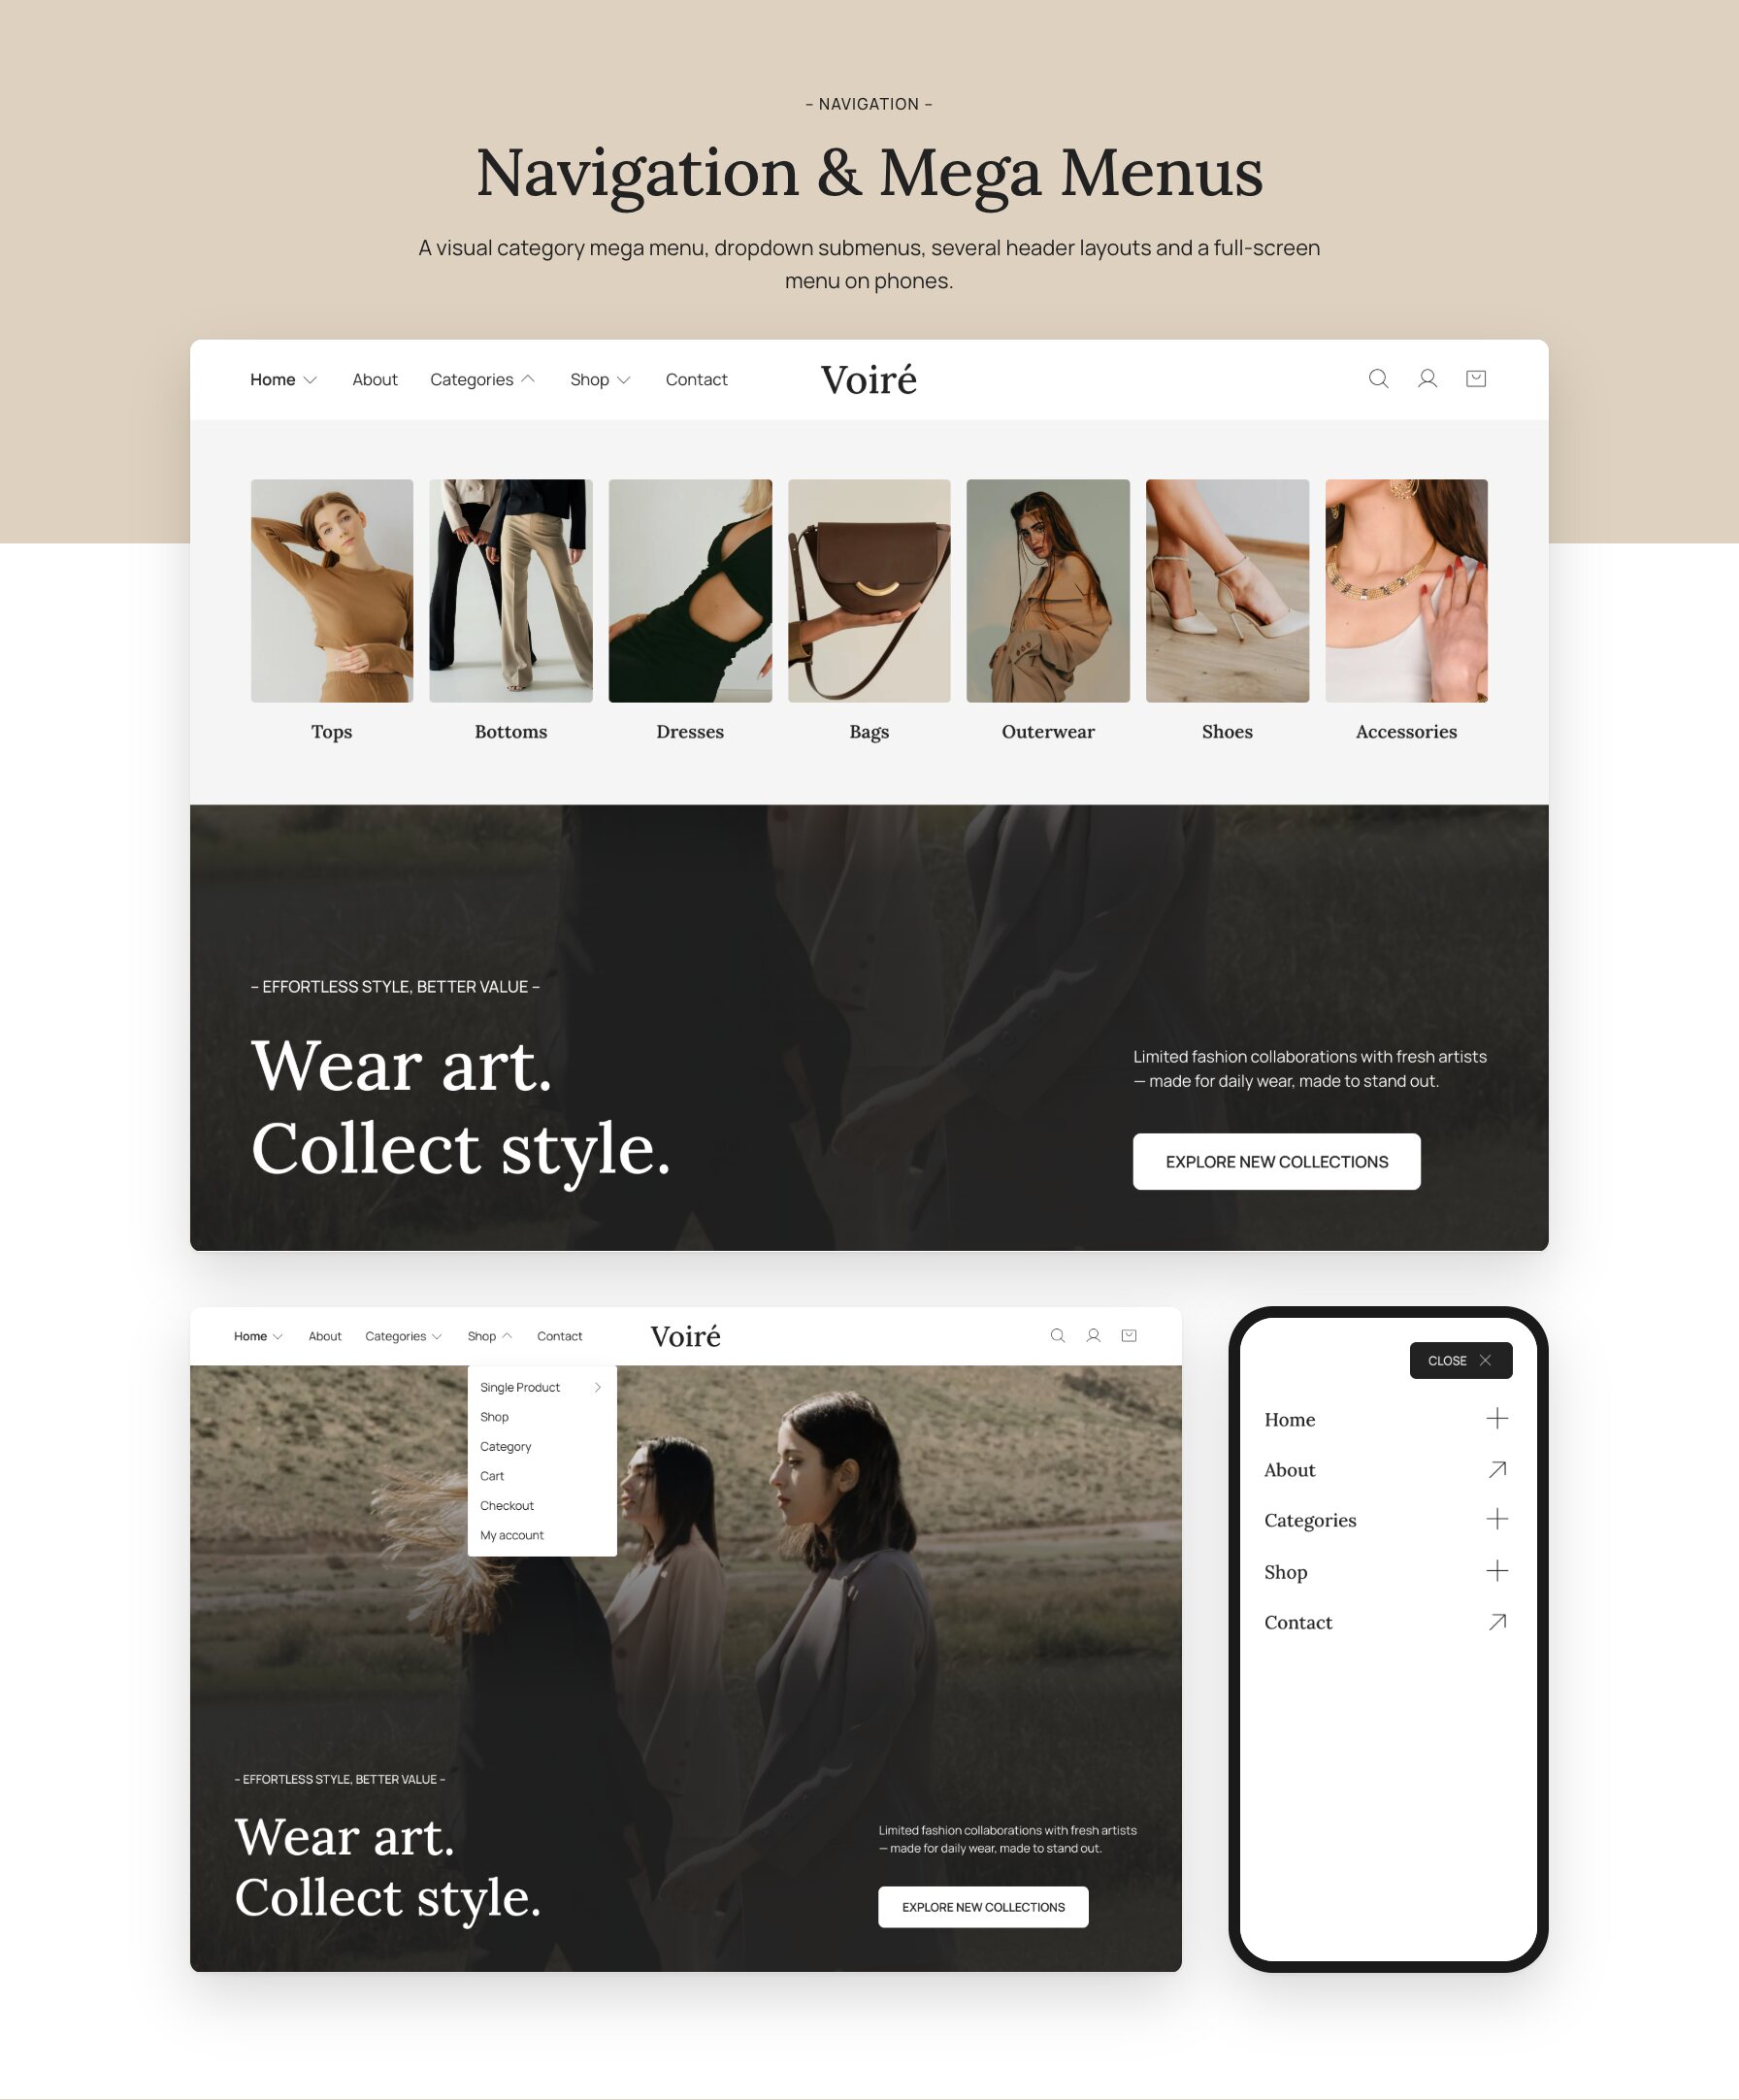 – NAVIGATION –
Navigation & Mega Menus
A visual category mega menu, dropdown submenus, several header layouts and a full-screen
menu on phones.
Home About Categories Shop Contact Voiré
Tops Bottoms Dresses Bags Outerwear Shoes Accessories
– EFFORTLESS STYLE, BETTER VALUE –
Wear art.
Collect style.
Limited fashion collaborations with fresh artists
— made for daily wear, made to stand out.
EXPLORE NEW COLLECTIONS
Home About Categories Shop Contact Voiré
Single Product
Shop
Category
Cart
Checkout
My account
– EFFORTLESS STYLE, BETTER VALUE –
Wear art.
Collect style.
Limited fashion collaborations with fresh artists
— made for daily wear, made to stand out.
EXPLORE NEW COLLECTIONS
CLOSE
Home
About
Categories
Shop
Contact